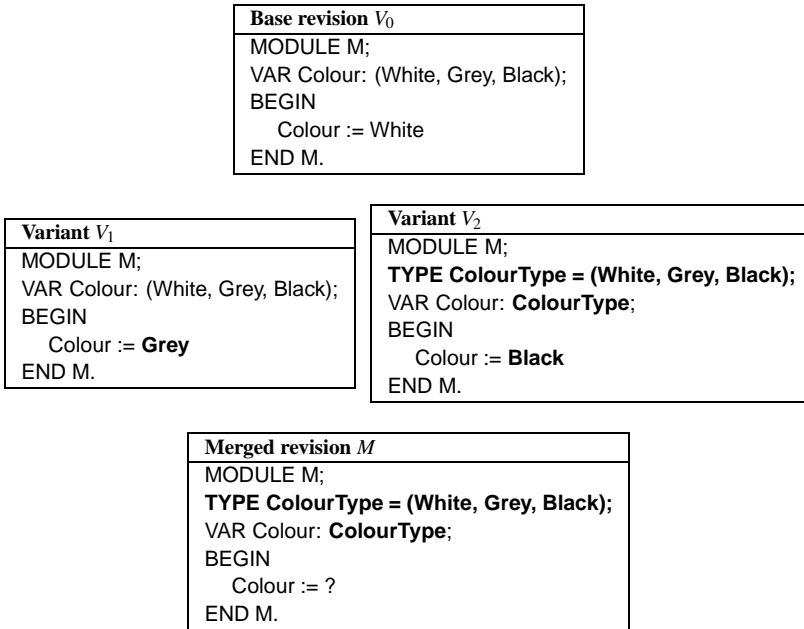 Base revision V0
MODULE M;
VAR Colour: (White, Grey, Black);
BEGIN
Colour := White
END M.
Variant V1
MODULE M;
VAR Colour: (White, Grey, Black);
BEGIN
Colour := Grey
END M.
Variant V2
MODULE M;
TYPE ColourType = (White, Grey, Black);
VAR Colour: ColourType;
BEGIN
Colour := Black
END M.
Merged revision M
MODULE M;
TYPE ColourType = (White, Grey, Black);
VAR Colour: ColourType;
BEGIN
Colour := ?
END M.